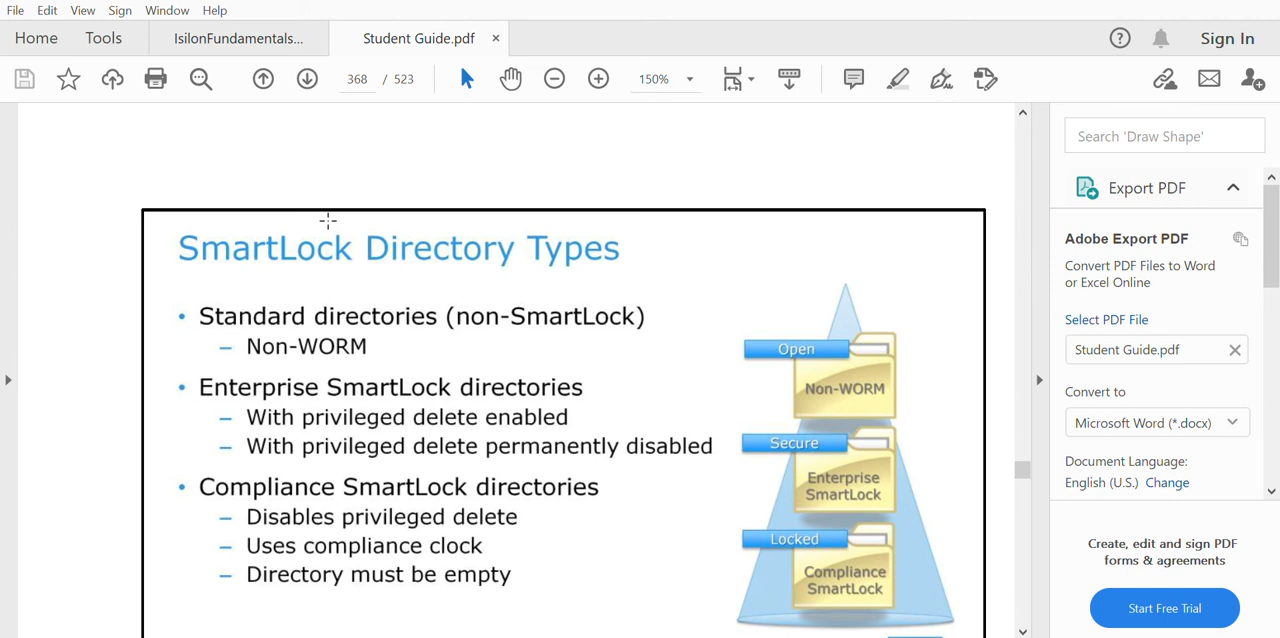 File Edit View Sign Window Help
Home Tools IsilonFundamentals... Student Guide.pdf × Sign In
368 / 523 150%
Search 'Draw Shape'
Export PDF
Adobe Export PDF
Convert PDF Files to Word
or Excel Online
Select PDF File
Student Guide.pdf
Convert to
Microsoft Word (*.docx)
Document Language:
English (U.S.) Change
Create, edit and sign PDF
forms & agreements
Start Free Trial
SmartLock Directory Types
• Standard directories (non-SmartLock)
– Non-WORM
• Enterprise SmartLock directories
– With privileged delete enabled
– With privileged delete permanently disabled
• Compliance SmartLock directories
– Disables privileged delete
– Uses compliance clock
– Directory must be empty
Open
Non-WORM
Secure
Enterprise
SmartLock
Locked
Compliance
SmartLock